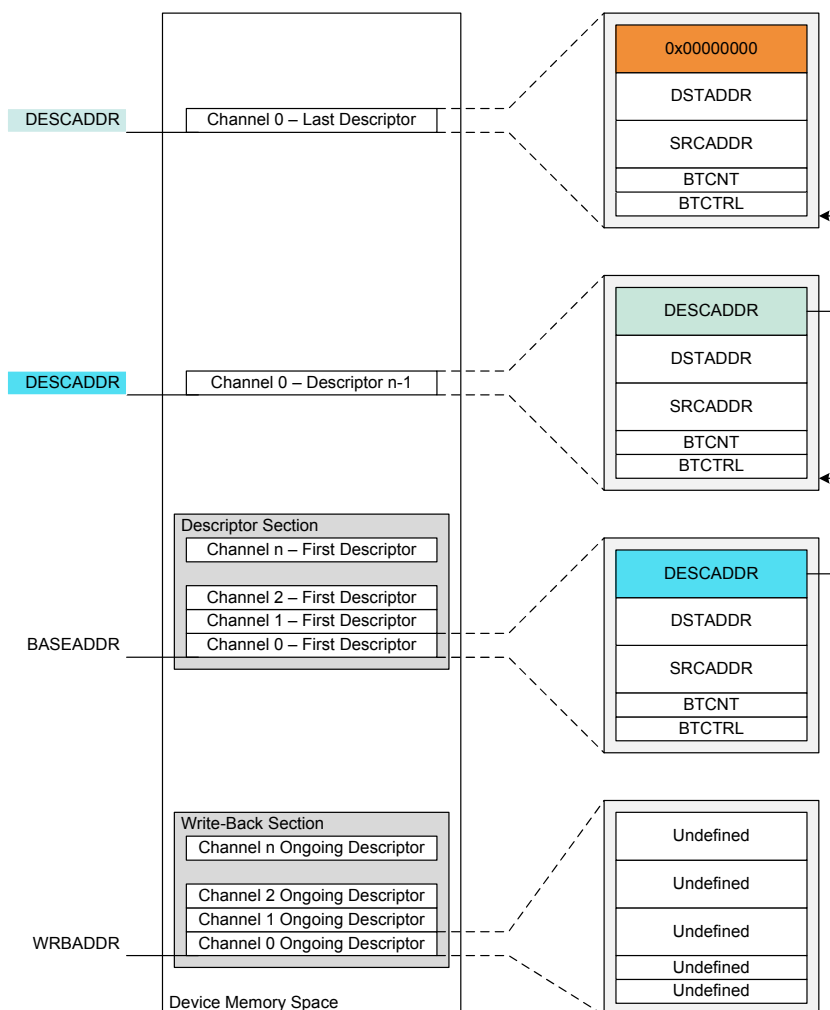 0x00000000
DSTADDR
DESCADDR
Channel 0 – Last Descriptor
SRCADDR
BTCNT
BTCTRL
DESCADDR
DSTADDR
DESCADDR
Channel 0 – Descriptor n-1
SRCADDR
BTCNT
BTCTRL
Descriptor Section
Channel n – First Descriptor
Channel 2 – First Descriptor
Channel 1 – First Descriptor
BASEADDR
Channel 0 – First Descriptor
DESCADDR
DSTADDR
SRCADDR
BTCNT
BTCTRL
Write-Back Section
Channel n Ongoing Descriptor
Channel 2 Ongoing Descriptor
Channel 1 Ongoing Descriptor
WRBADDR
Channel 0 Ongoing Descriptor
Undefined
Undefined
Undefined
Undefined
Undefined
Device Memory Space